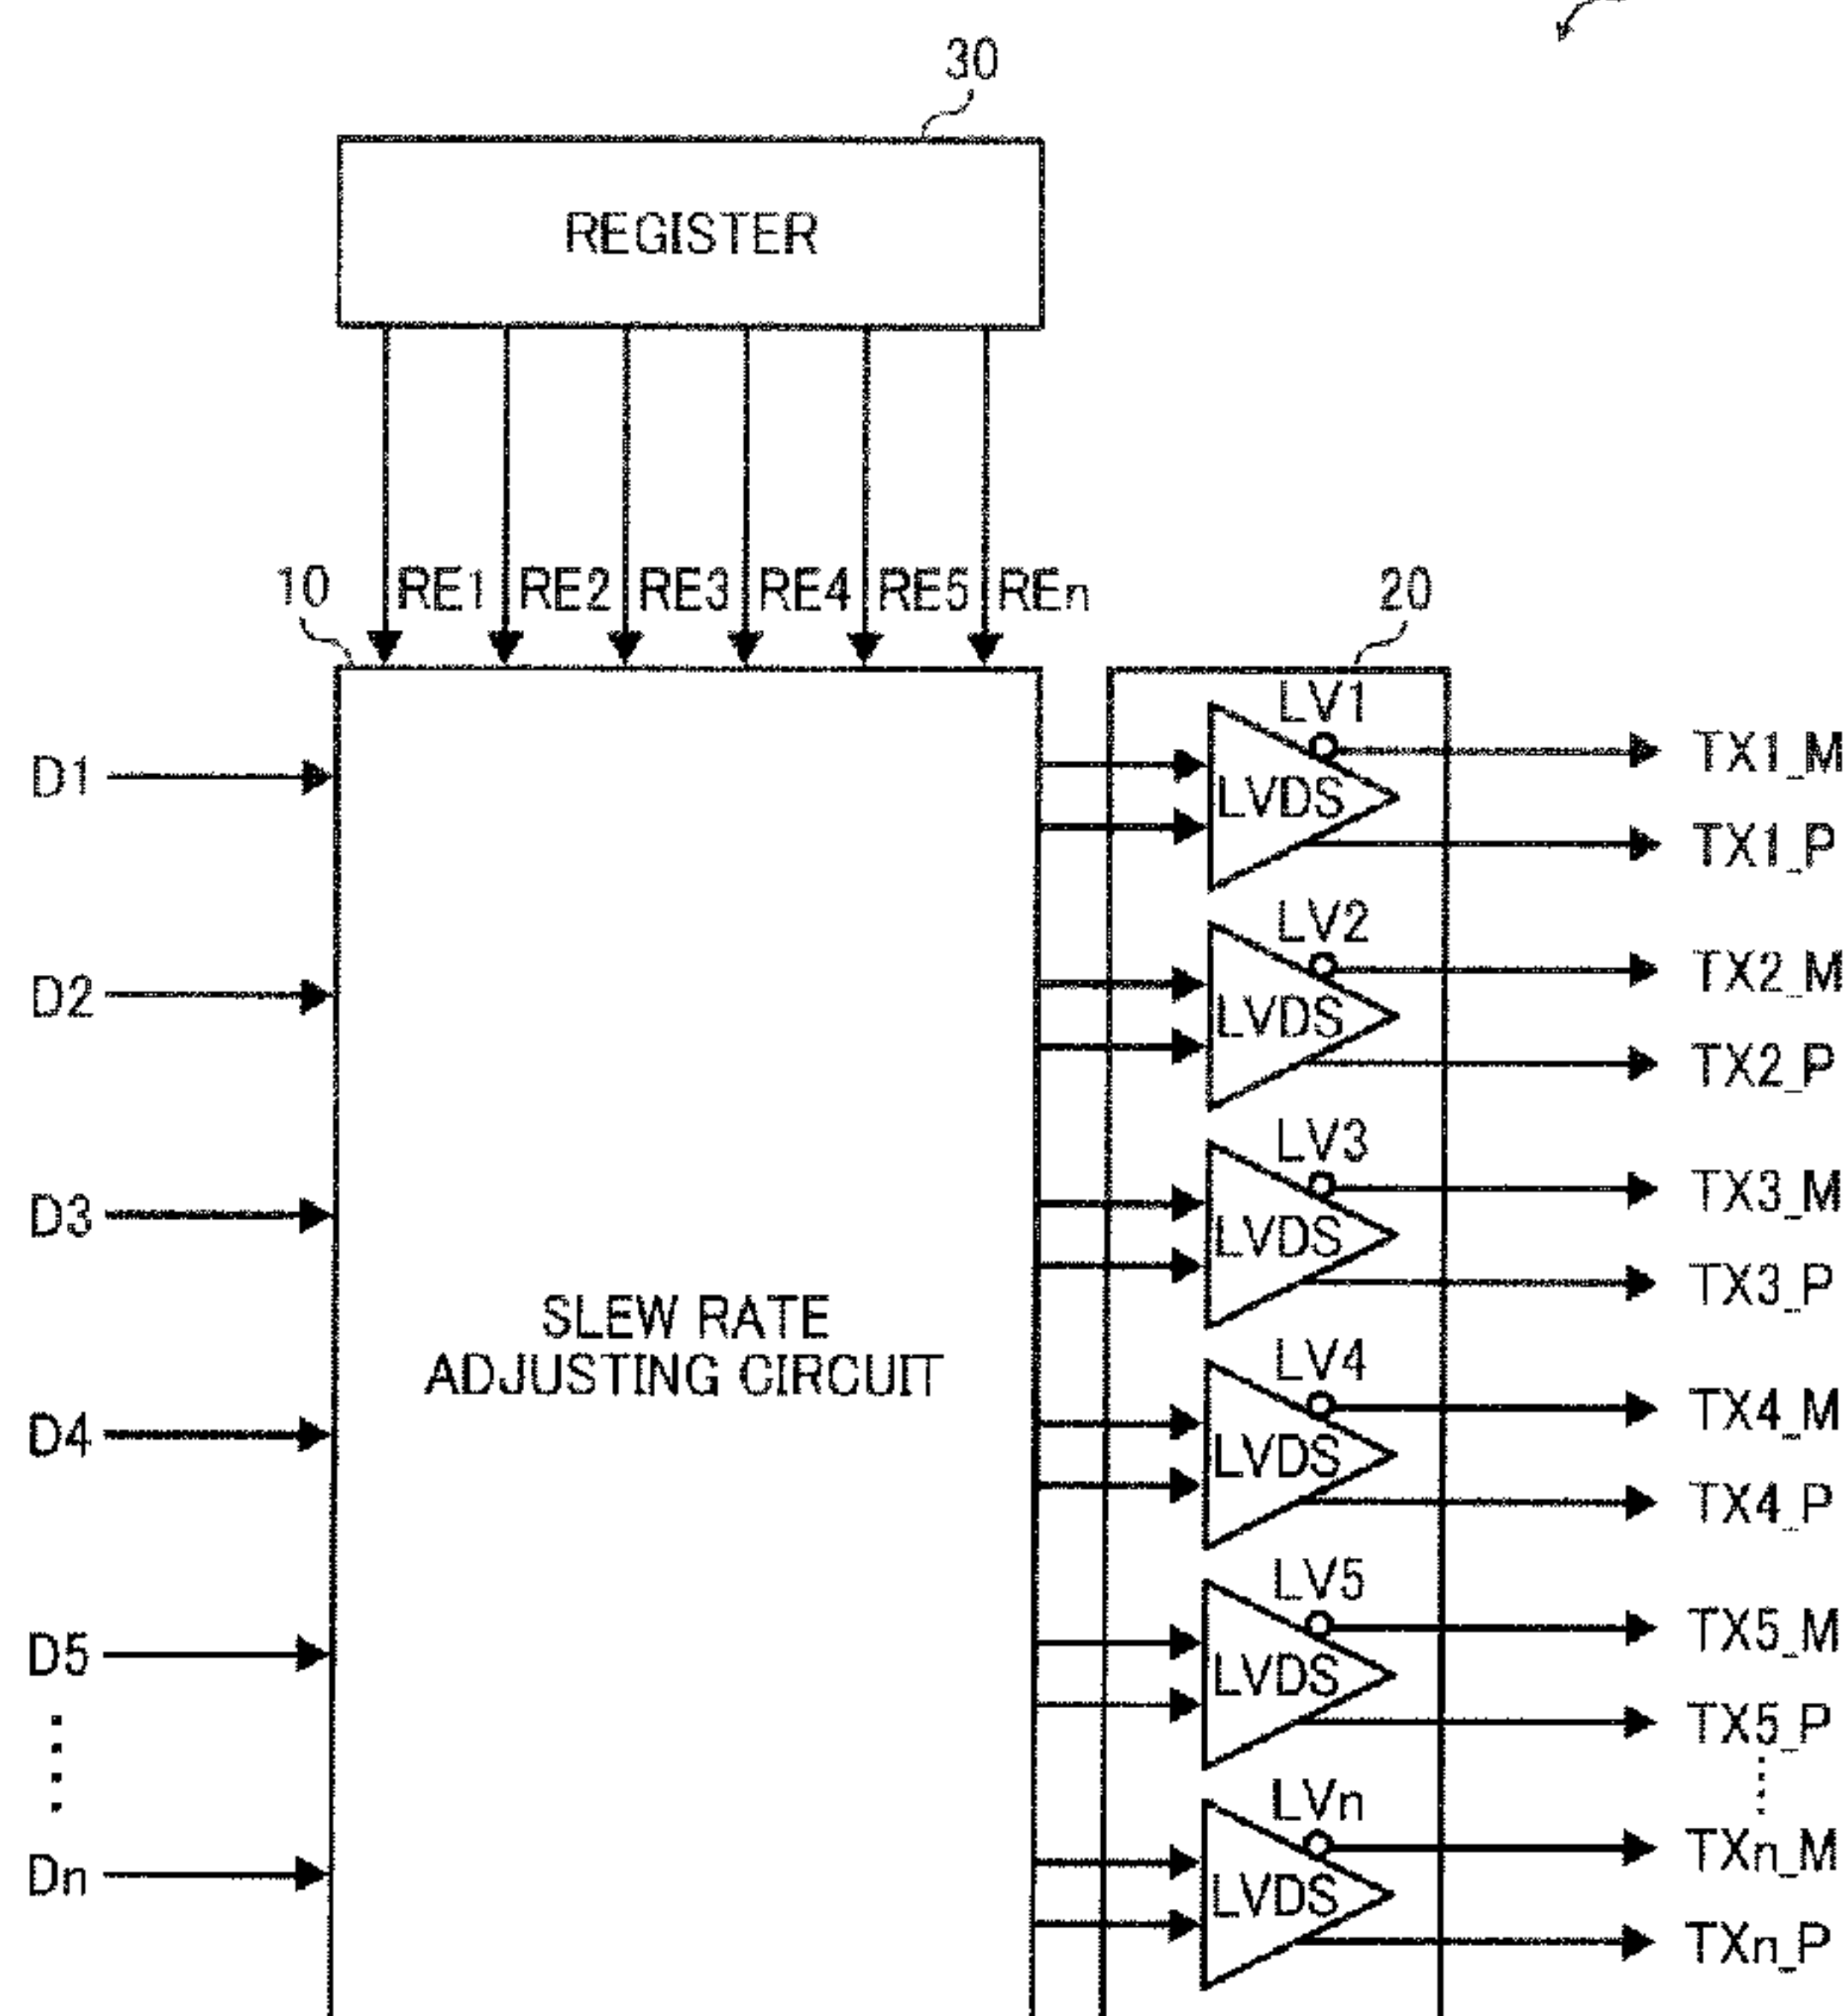 30
REGISTER
10 RE1 RE2 RE3 RE4 RE5 REn 20
D1 LV1 LVDS TX1_M
TX1_P
D2 LV2 LVDS TX2_M
TX2_P
D3 LV3 LVDS TX3_M
TX3_P
SLEW RATE
ADJUSTING CIRCUIT
D4 LV4 LVDS TX4_M
TX4_P
D5 LV5 LVDS TX5_M
TX5_P
Dn LVn LVDS TXn_M
TXn_P